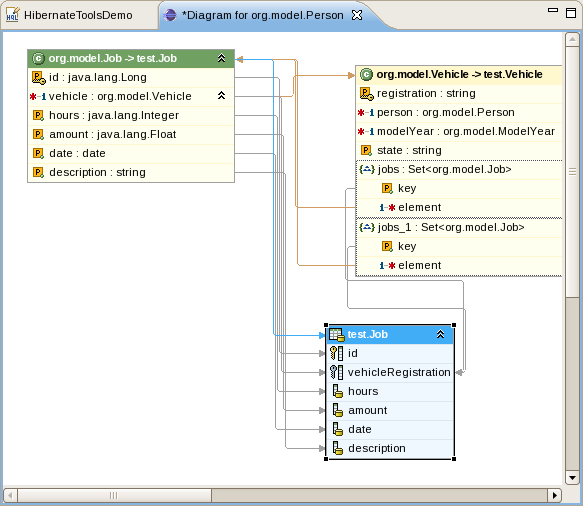 HibernateToolsDemo
*Diagram for org.model.Person
org.model.Job -> test.Job
id : java.lang.Long
vehicle : org.model.Vehicle
hours : java.lang.Integer
amount : java.lang.Float
date : date
description : string
org.model.Vehicle -> test.Vehicle
registration : string
person : org.model.Person
modelYear : org.model.ModelYear
state : string
jobs : Set<org.model.Job>
key
element
jobs_1 : Set<org.model.Job>
key
element
test.Job
id
vehicleRegistration
hours
amount
date
description